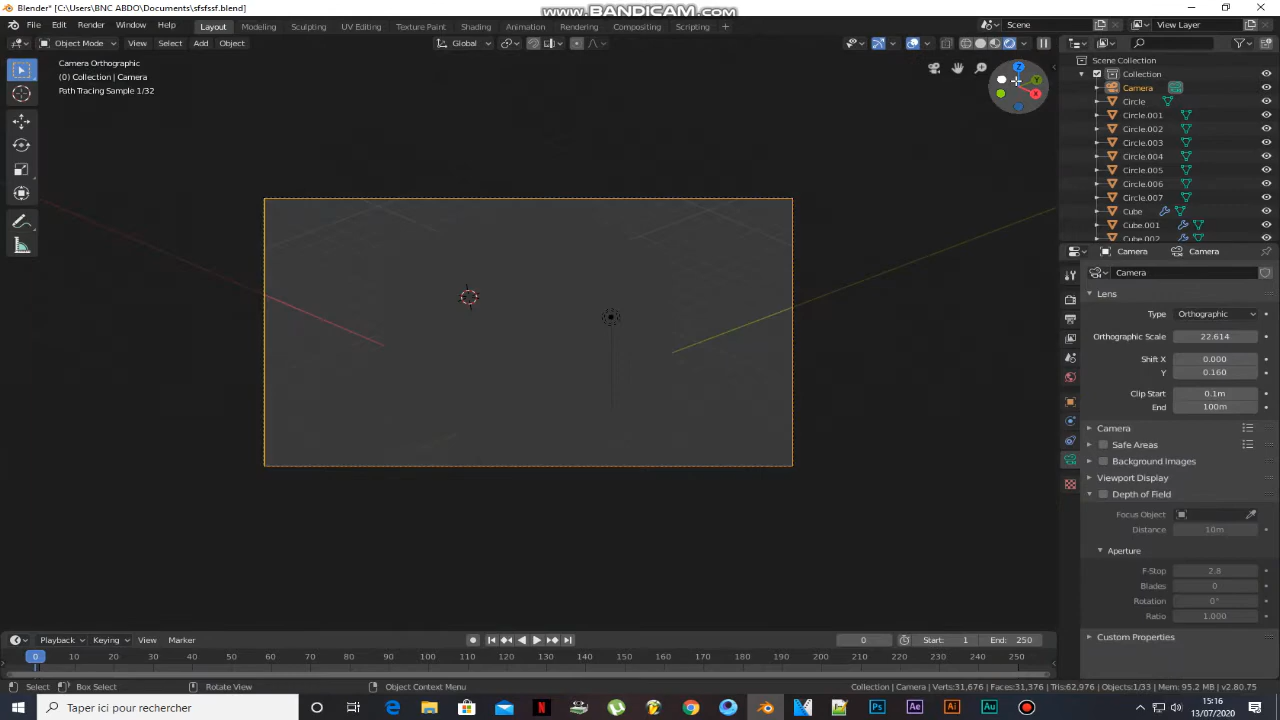 Blender* [C:\Users\BNC ABDO\Documents\sfsfssf.blend]
www.BANDICAM.com
File Edit Render Window Help
Layout Modeling Sculpting UV Editing Texture Paint Shading Animation Rendering Compositing Scripting +
Scene
View Layer
Object Mode View Select Add Object
Global
Camera Orthographic
(0) Collection | Camera
Path Tracing Sample 1/32
Z
Y
X
Scene Collection
Collection
Camera
Circle
Circle.001
Circle.002
Circle.003
Circle.004
Circle.005
Circle.006
Circle.007
Cube
Cube.001
Cube.002
Camera Camera
Camera
Lens
Type Orthographic
Orthographic Scale 22.614
Shift X 0.000
Y 0.160
Clip Start 0.1m
End 100m
Camera
Safe Areas
Background Images
Viewport Display
Depth of Field
Focus Object
Distance 10m
Aperture
F-Stop 2.8
Blades 0
Rotation 0°
Ratio 1.000
Custom Properties
Playback Keying View Marker
0 Start: 1 End: 250
0 10 20 30 40 50 60 70 80 90 100 110 120 130 140 150 160 170 180 190 200 210 220 230 240 250
Select Box Select Rotate View Object Context Menu
Collection | Camera | Verts:31,676 | Faces:31,376 | Tris:62,976 | Objects:1/33 | Mem: 95.2 MB | v2.80.75
Taper ici pour rechercher
N
Ps Ae Ai Au
15:16
13/07/2020